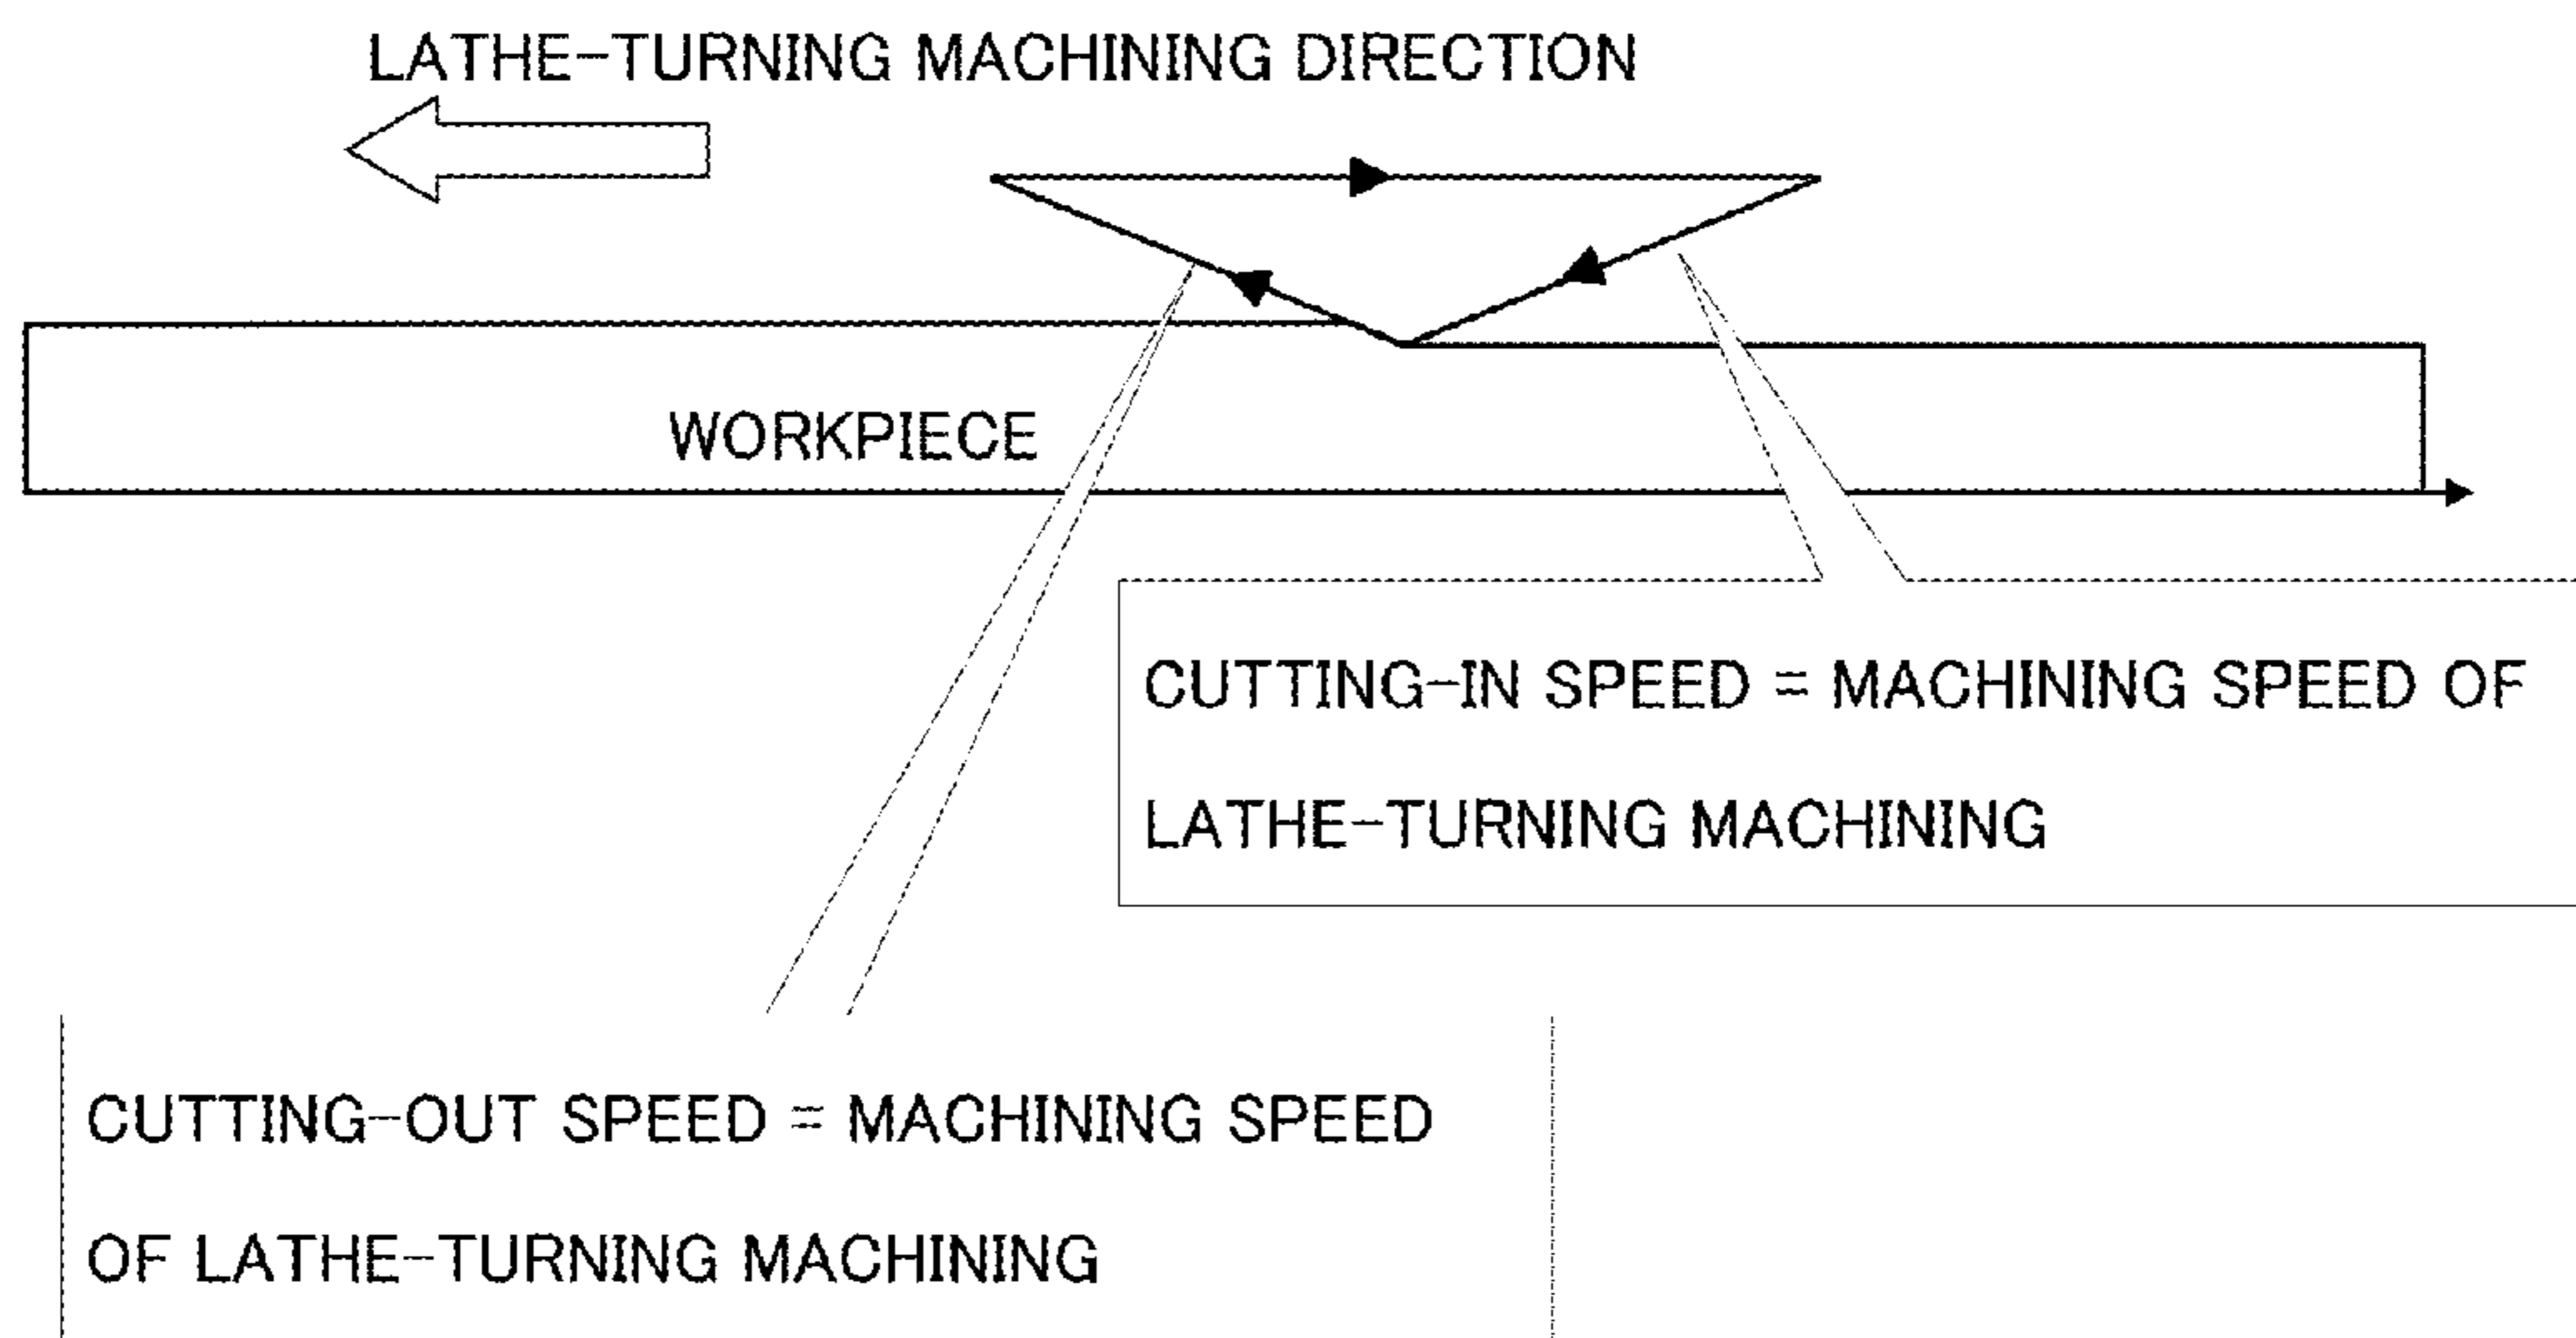 LATHE-TURNING MACHINING DIRECTION
WORKPIECE
CUTTING-IN SPEED = MACHINING SPEED OF
LATHE-TURNING MACHINING
CUTTING-OUT SPEED = MACHINING SPEED
OF LATHE-TURNING MACHINING